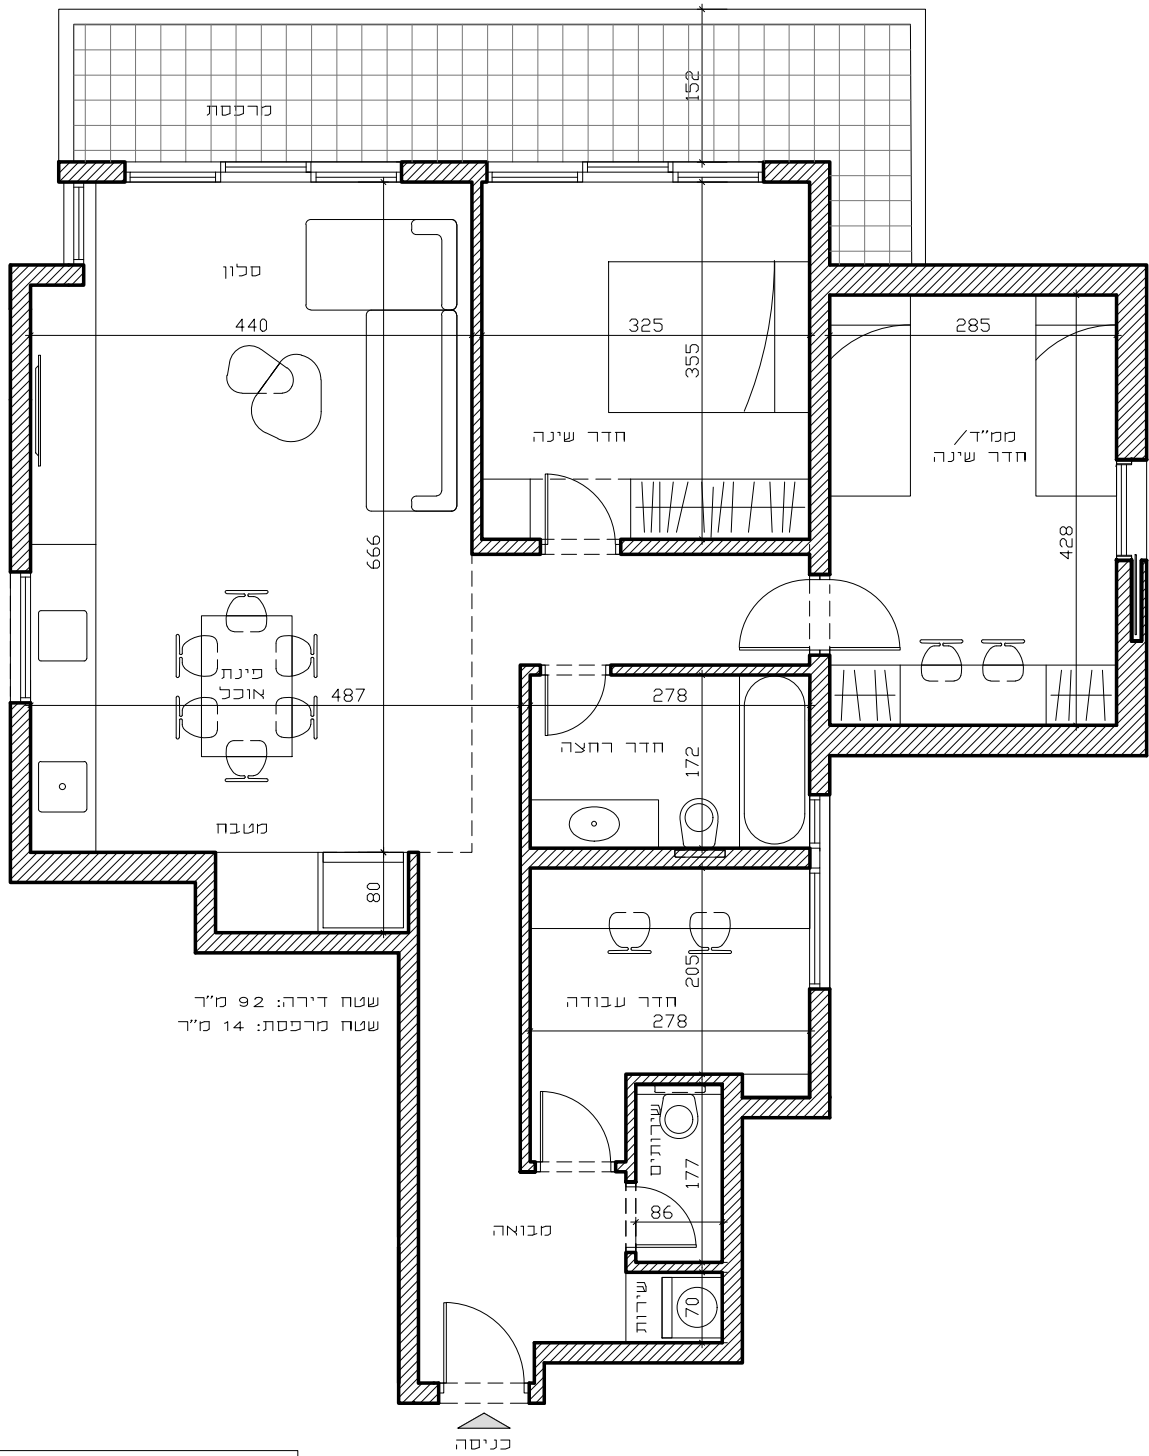 152
מרפסת
סלון
440
325
285
355
חדר שינה
ממ"ד/
חדר שינה
666
428
פינת
אוכל
487
278
חדר רחצה
172
מטבח
80
205
שטח דירה: 92 מ"ר
שטח מרפסת: 14 מ"ר
חדר עבודה
278
שירותים
177
86
מבואה
שירות
70
כניסה